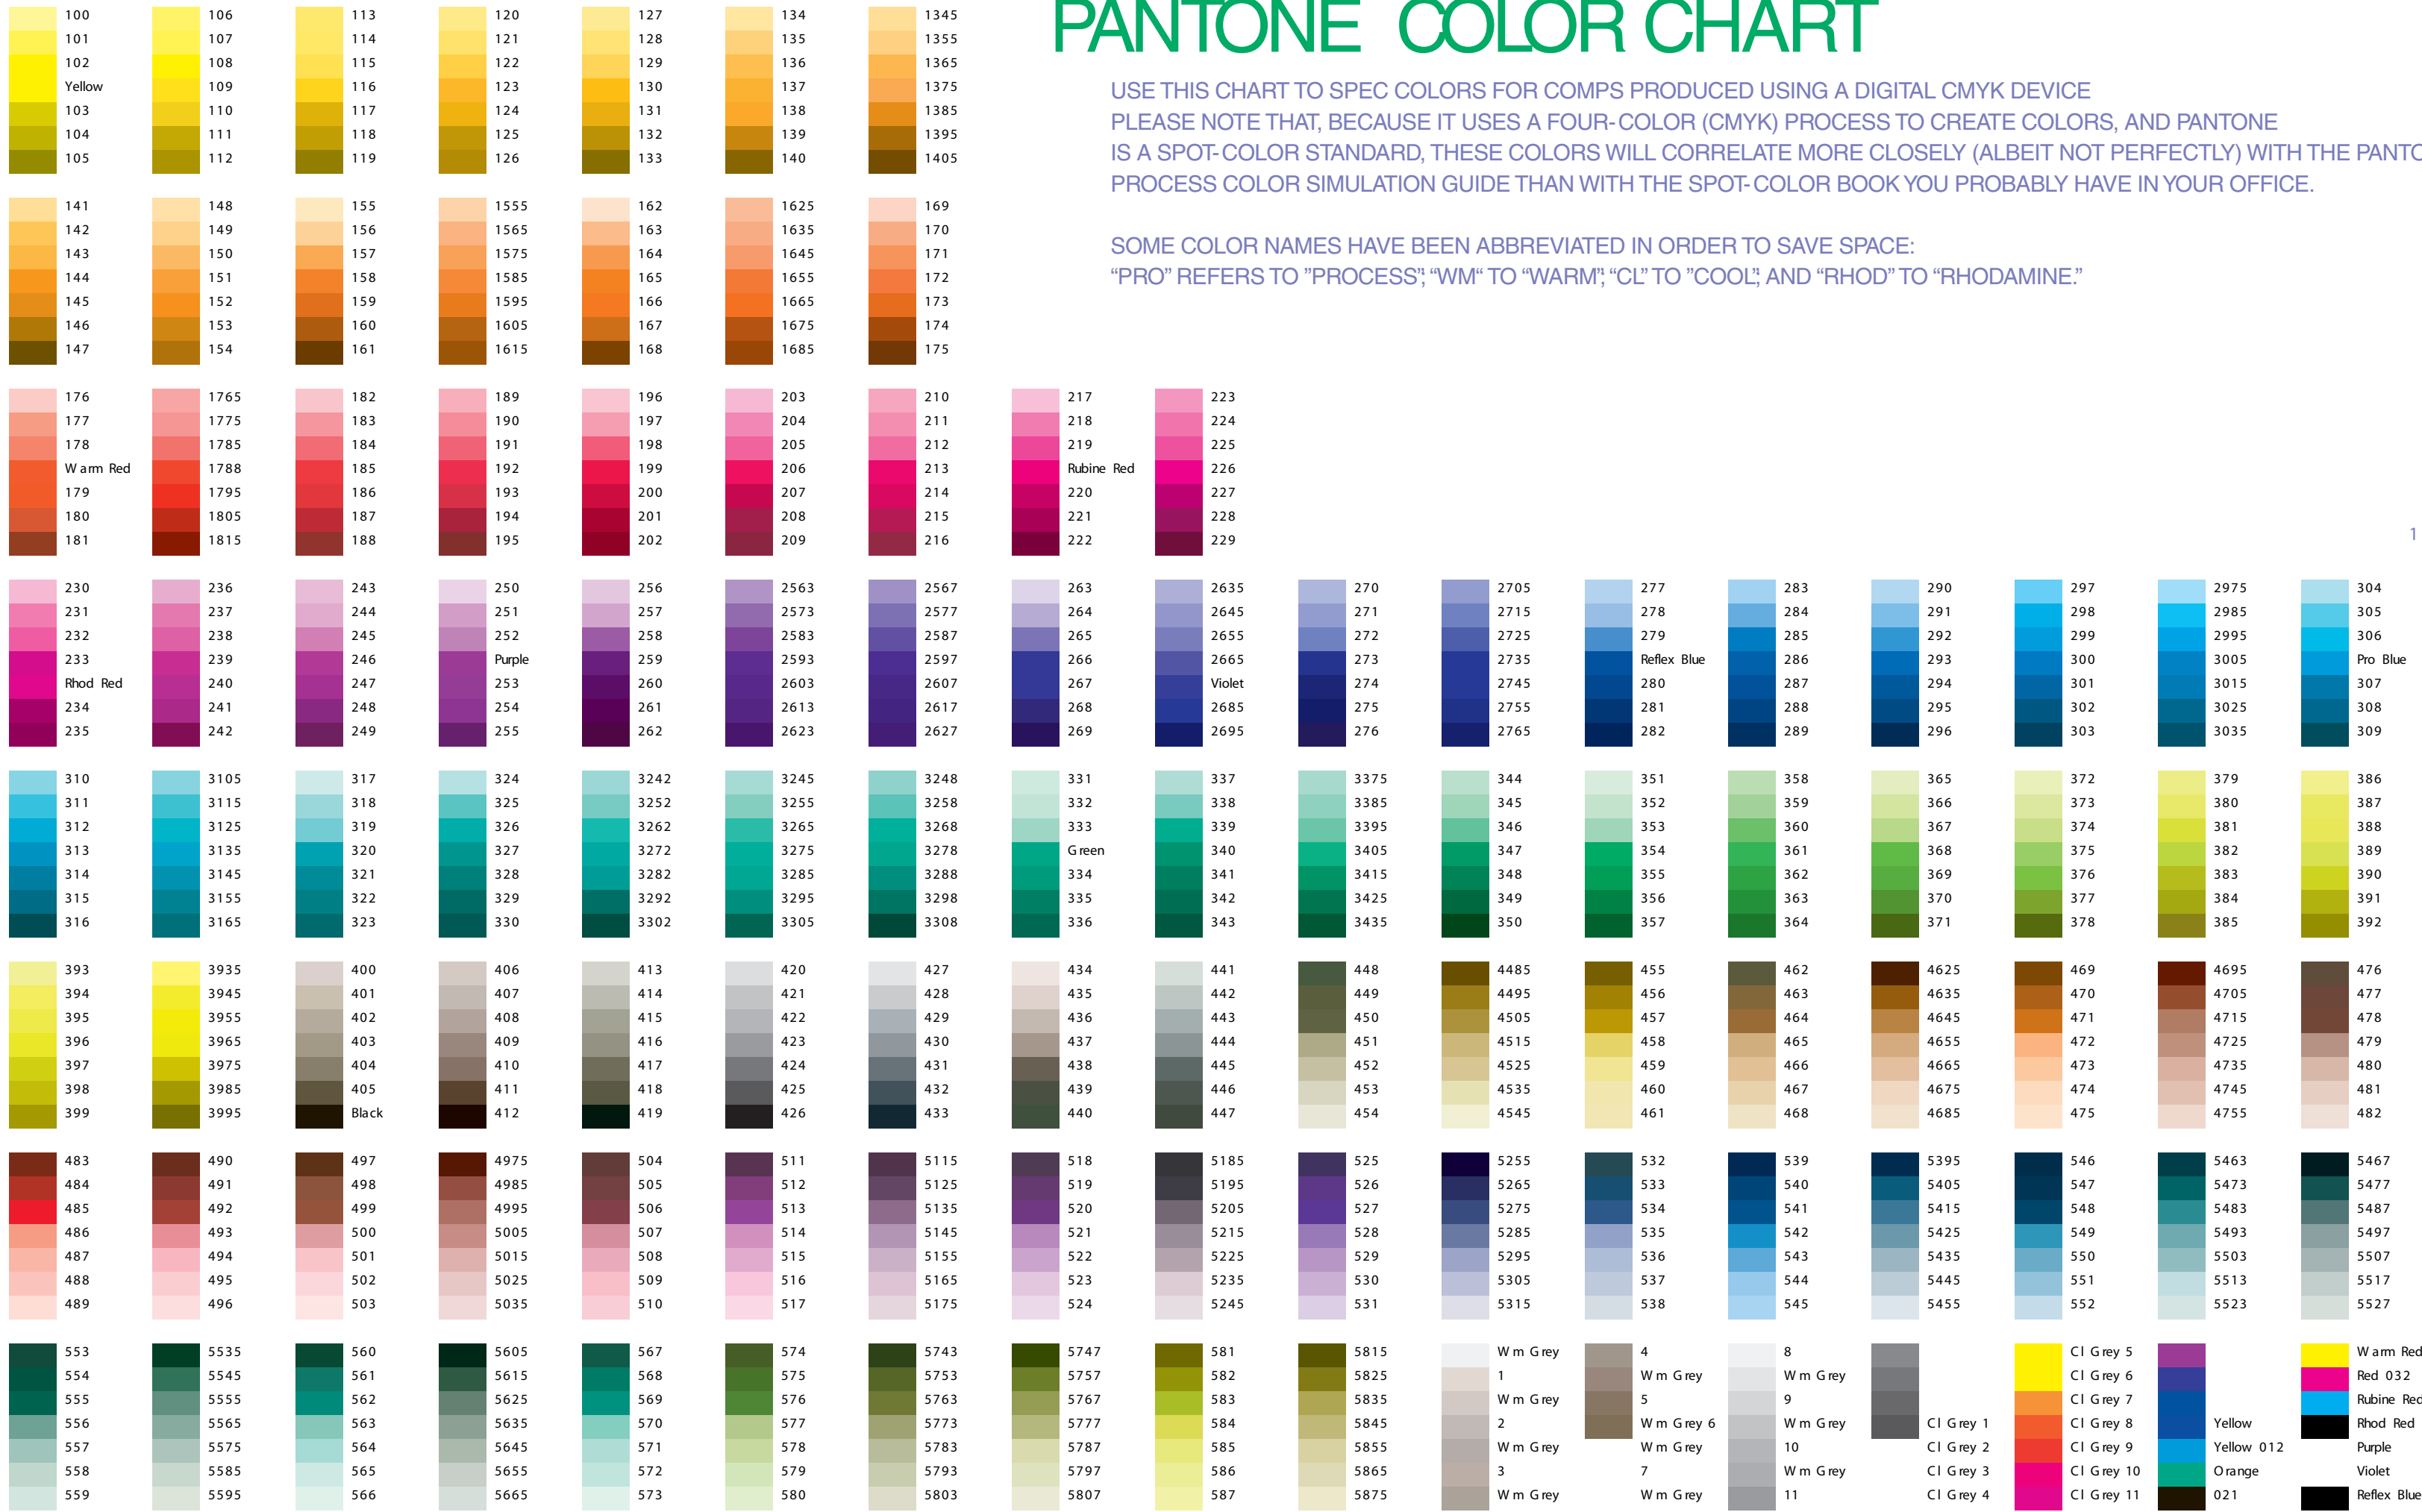 PANTONE COLOR CHART
USE THIS CHART TO SPEC COLORS FOR COMPS PRODUCED USING A DIGITAL CMYK DEVICE
PLEASE NOTE THAT, BECAUSE IT USES A FOUR-COLOR (CMYK) PROCESS TO CREATE COLORS, AND PANTONE
IS A SPOT-COLOR STANDARD, THESE COLORS WILL CORRELATE MORE CLOSELY (ALBEIT NOT PERFECTLY) WITH THE PANTO
PROCESS COLOR SIMULATION GUIDE THAN WITH THE SPOT-COLOR BOOK YOU PROBABLY HAVE IN YOUR OFFICE.
SOME COLOR NAMES HAVE BEEN ABBREVIATED IN ORDER TO SAVE SPACE:
“PRO” REFERS TO ”PROCESS”; “WM“ TO “WARM”; “CL” TO ”COOL”; AND “RHOD” TO “RHODAMINE.”
100 106 113 120 127 134 1345
101 107 114 121 128 135 1355
102 108 115 122 129 136 1365
Yellow 109 116 123 130 137 1375
103 110 117 124 131 138 1385
104 111 118 125 132 139 1395
105 112 119 126 133 140 1405
141 148 155 1555 162 1625 169
142 149 156 1565 163 1635 170
143 150 157 1575 164 1645 171
144 151 158 1585 165 1655 172
145 152 159 1595 166 1665 173
146 153 160 1605 167 1675 174
147 154 161 1615 168 1685 175
176 1765 182 189 196 203 210 217 223
177 1775 183 190 197 204 211 218 224
178 1785 184 191 198 205 212 219 225
Warm Red 1788 185 192 199 206 213 Rubine Red 226
179 1795 186 193 200 207 214 220 227
180 1805 187 194 201 208 215 221 228
181 1815 188 195 202 209 216 222 229
1
230 236 243 250 256 2563 2567 263 2635 270 2705 277 283 290 297 2975 304
231 237 244 251 257 2573 2577 264 2645 271 2715 278 284 291 298 2985 305
232 238 245 252 258 2583 2587 265 2655 272 2725 279 285 292 299 2995 306
233 239 246 Purple 259 2593 2597 266 2665 273 2735 Reflex Blue 286 293 300 3005 Pro Blue
Rhod Red 240 247 253 260 2603 2607 267 Violet 274 2745 280 287 294 301 3015 307
234 241 248 254 261 2613 2617 268 2685 275 2755 281 288 295 302 3025 308
235 242 249 255 262 2623 2627 269 2695 276 2765 282 289 296 303 3035 309
310 3105 317 324 3242 3245 3248 331 337 3375 344 351 358 365 372 379 386
311 3115 318 325 3252 3255 3258 332 338 3385 345 352 359 366 373 380 387
312 3125 319 326 3262 3265 3268 333 339 3395 346 353 360 367 374 381 388
313 3135 320 327 3272 3275 3278 Green 340 3405 347 354 361 368 375 382 389
314 3145 321 328 3282 3285 3288 334 341 3415 348 355 362 369 376 383 390
315 3155 322 329 3292 3295 3298 335 342 3425 349 356 363 370 377 384 391
316 3165 323 330 3302 3305 3308 336 343 3435 350 357 364 371 378 385 392
393 3935 400 406 413 420 427 434 441 448 4485 455 462 4625 469 4695 476
394 3945 401 407 414 421 428 435 442 449 4495 456 463 4635 470 4705 477
395 3955 402 408 415 422 429 436 443 450 4505 457 464 4645 471 4715 478
396 3965 403 409 416 423 430 437 444 451 4515 458 465 4655 472 4725 479
397 3975 404 410 417 424 431 438 445 452 4525 459 466 4665 473 4735 480
398 3985 405 411 418 425 432 439 446 453 4535 460 467 4675 474 4745 481
399 3995 Black 412 419 426 433 440 447 454 4545 461 468 4685 475 4755 482
483 490 497 4975 504 511 5115 518 5185 525 5255 532 539 5395 546 5463 5467
484 491 498 4985 505 512 5125 519 5195 526 5265 533 540 5405 547 5473 5477
485 492 499 4995 506 513 5135 520 5205 527 5275 534 541 5415 548 5483 5487
486 493 500 5005 507 514 5145 521 5215 528 5285 535 542 5425 549 5493 5497
487 494 501 5015 508 515 5155 522 5225 529 5295 536 543 5435 550 5503 5507
488 495 502 5025 509 516 5165 523 5235 530 5305 537 544 5445 551 5513 5517
489 496 503 5035 510 517 5175 524 5245 531 5315 538 545 5455 552 5523 5527
553 5535 560 5605 567 574 5743 5747 581 5815 Wm Grey 4 8 Cl Grey 5 Warm Red
554 5545 561 5615 568 575 5753 5757 582 5825 1 Wm Grey Wm Grey Cl Grey 6 Red 032
555 5555 562 5625 569 576 5763 5767 583 5835 Wm Grey 5 9 Cl Grey 7 Rubine Red
556 5565 563 5635 570 577 5773 5777 584 5845 2 Wm Grey 6 Wm Grey Cl Grey 1 Cl Grey 8 Yellow Rhod Red
557 5575 564 5645 571 578 5783 5787 585 5855 Wm Grey Wm Grey 10 Cl Grey 2 Cl Grey 9 Yellow 012 Purple
558 5585 565 5655 572 579 5793 5797 586 5865 3 7 Wm Grey Cl Grey 3 Cl Grey 10 Orange Violet
559 5595 566 5665 573 580 5803 5807 587 5875 Wm Grey Wm Grey 11 Cl Grey 4 Cl Grey 11 021 Reflex Blue